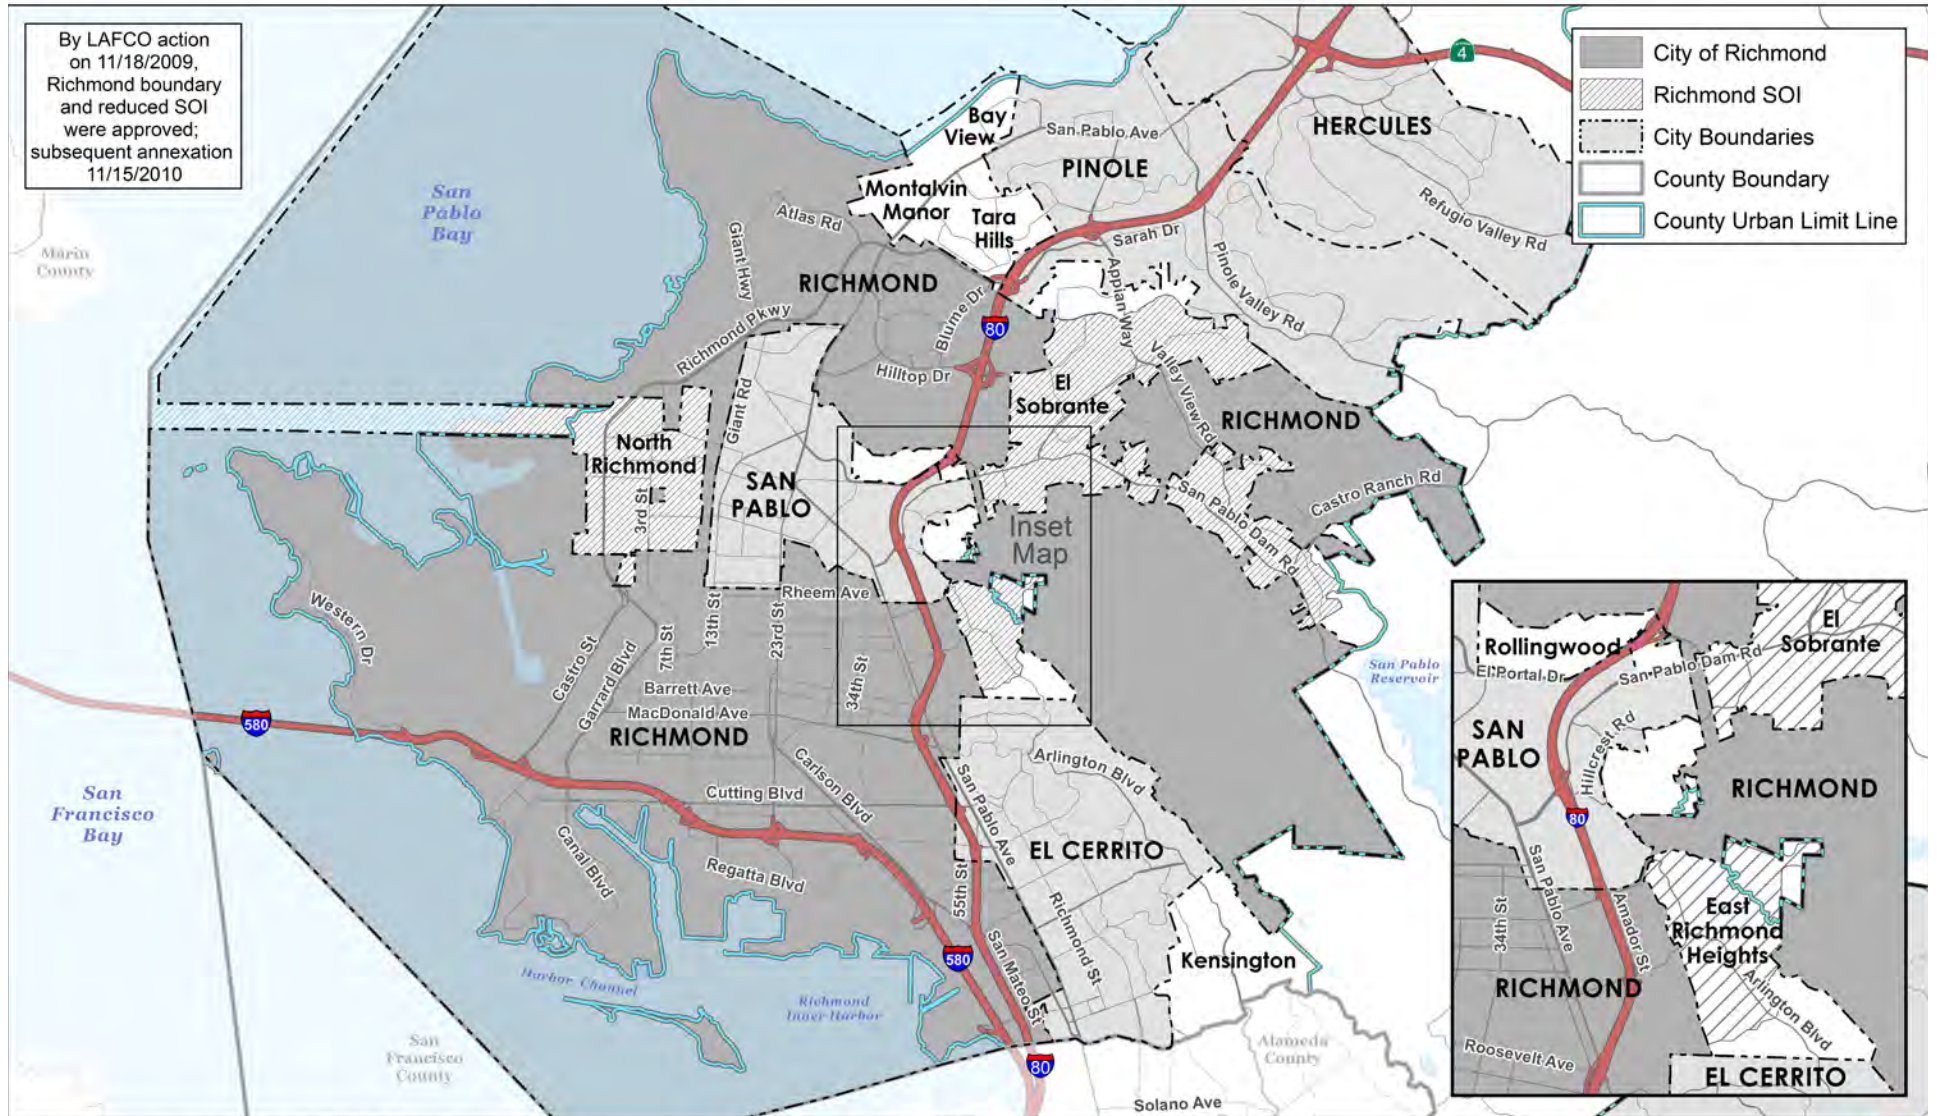 By LAFCO action
on 11/18/2009,
Richmond boundary
and reduced SOI
were approved;
subsequent annexation
11/15/2010
City of Richmond
Richmond SOI
City Boundaries
County Boundary
County Urban Limit Line
4
Bay
View
San Pablo Ave
HERCULES
PINOLE
San
Pablo
Bay
Montalvin
Manor
Tara
Hills
Atlas Rd
Refugio Valley Rd
Marin
County
Giant Hwy
Sarah Dr
Appian Way
Pinole Valley Rd
RICHMOND
Blume Dr
80
Richmond Pkwy
Valley View Rd
Hilltop Dr
El
Sobrante
Giant Rd
RICHMOND
North
Richmond
SAN
PABLO
3rd St
San Pablo Dam Rd
Castro Ranch Rd
Inset
Map
Rheem Ave
Western Dr
13th St
23rd St
7th St
Castro St
Garrard Blvd
34th St
San Pablo
Reservoir
Barrett Ave
MacDonald Ave
RICHMOND
580
Carlson Blvd
Arlington Blvd
San Pablo Ave
Cutting Blvd
San
Francisco
Bay
Canal Blvd
Regatta Blvd
EL CERRITO
55th St
Richmond St
580
San Mateo St
Kensington
Harbor Channel
Richmond
Inner Harbor
San
Francisco
County
Alameda
County
80
Solano Ave
Rollingwood
El Portal Dr
San Pablo Dam Rd
El
Sobrante
SAN
PABLO
Hillcrest Rd
RICHMOND
80
San Pablo Ave
34th St
Amador St
East
Richmond
Heights
RICHMOND
Arlington Blvd
Roosevelt Ave
EL CERRITO